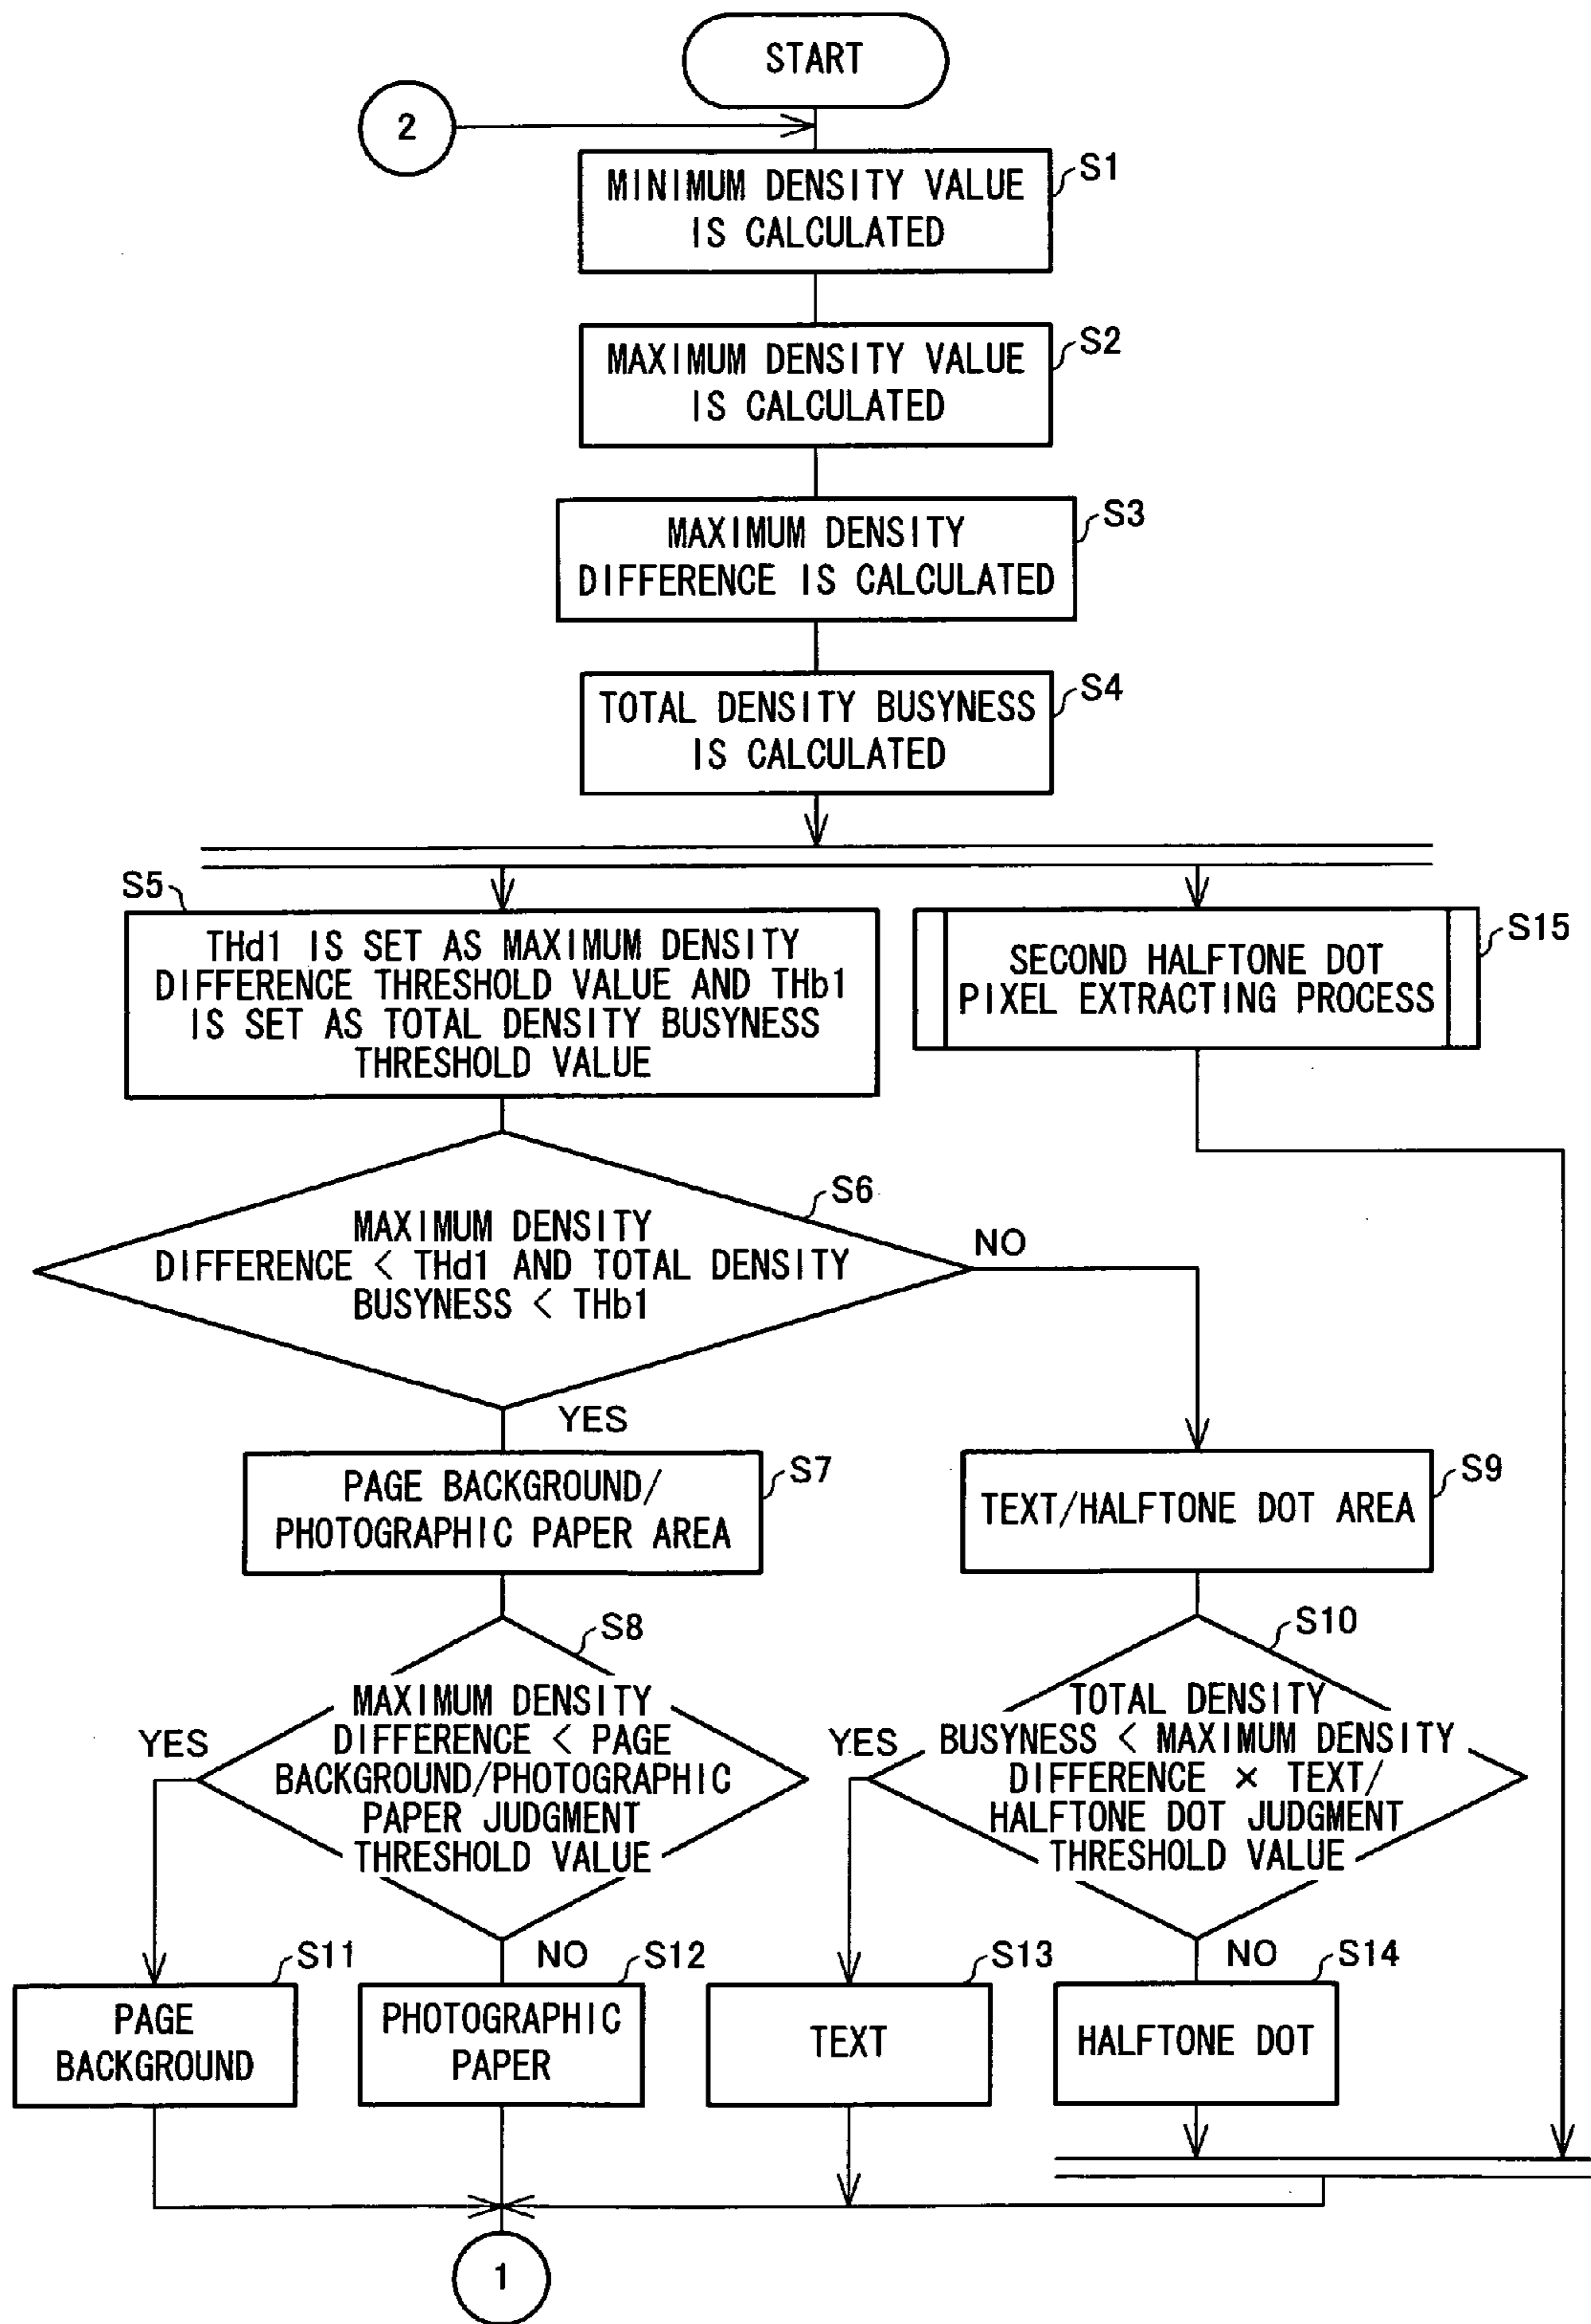 START
2
S1
MINIMUM DENSITY VALUE
IS CALCULATED
S2
MAXIMUM DENSITY VALUE
IS CALCULATED
S3
MAXIMUM DENSITY
DIFFERENCE IS CALCULATED
S4
TOTAL DENSITY BUSYNESS
IS CALCULATED
S5
THd1 IS SET AS MAXIMUM DENSITY
DIFFERENCE THRESHOLD VALUE AND THb1
IS SET AS TOTAL DENSITY BUSYNESS
THRESHOLD VALUE
S15
SECOND HALFTONE DOT
PIXEL EXTRACTING PROCESS
S6
MAXIMUM DENSITY
DIFFERENCE < THd1 AND TOTAL DENSITY
BUSYNESS < THb1
NO
YES
S7
PAGE BACKGROUND/
PHOTOGRAPHIC PAPER AREA
S9
TEXT/HALFTONE DOT AREA
S8
MAXIMUM DENSITY
DIFFERENCE < PAGE
BACKGROUND/PHOTOGRAPHIC
PAPER JUDGMENT
THRESHOLD VALUE
YES
NO
S10
TOTAL DENSITY
BUSYNESS < MAXIMUM DENSITY
DIFFERENCE × TEXT/
HALFTONE DOT JUDGMENT
THRESHOLD VALUE
YES
NO
S11
PAGE
BACKGROUND
S12
PHOTOGRAPHIC
PAPER
S13
TEXT
S14
HALFTONE DOT
1